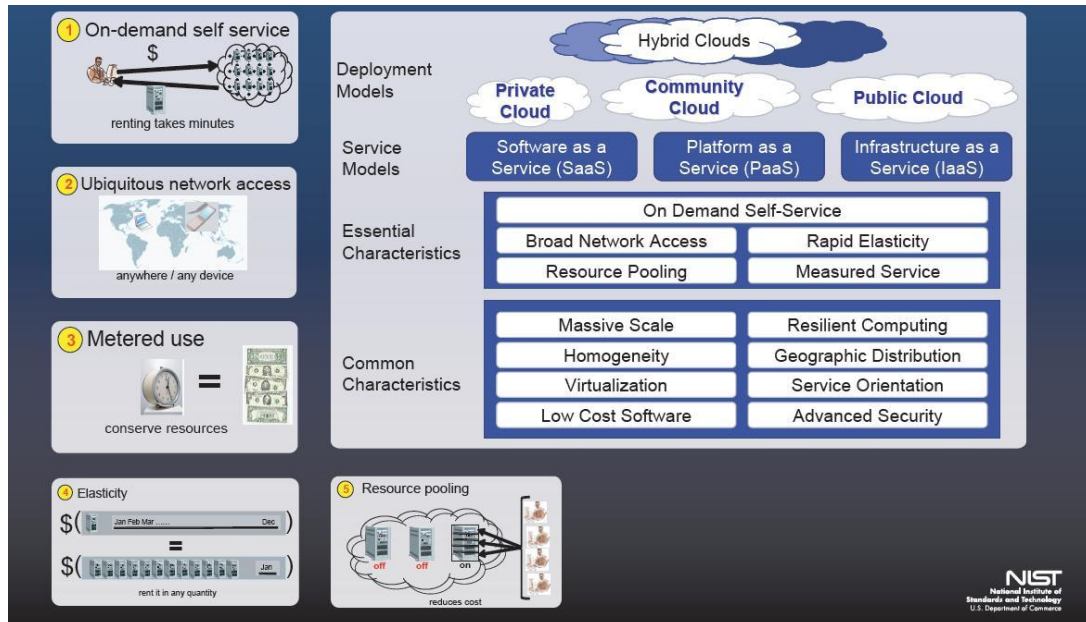 1 On-demand self service
$
renting takes minutes
2 Ubiquitous network access
anywhere / any device
3 Metered use
=
conserve resources
4 Elasticity
$( Jan Feb Mar ...... Dec )
=
$( Jan )
rent it in any quantity
5 Resource pooling
off off on
reduces cost
Hybrid Clouds
Deployment
Models
Private
Cloud
Community
Cloud
Public Cloud
Service
Models
Software as a
Service (SaaS)
Platform as a
Service (PaaS)
Infrastructure as a
Service (IaaS)
Essential
Characteristics
On Demand Self-Service
Broad Network Access
Rapid Elasticity
Resource Pooling
Measured Service
Common
Characteristics
Massive Scale
Resilient Computing
Homogeneity
Geographic Distribution
Virtualization
Service Orientation
Low Cost Software
Advanced Security
NIST
National Institute of
Standards and Technology
U.S. Department of Commerce